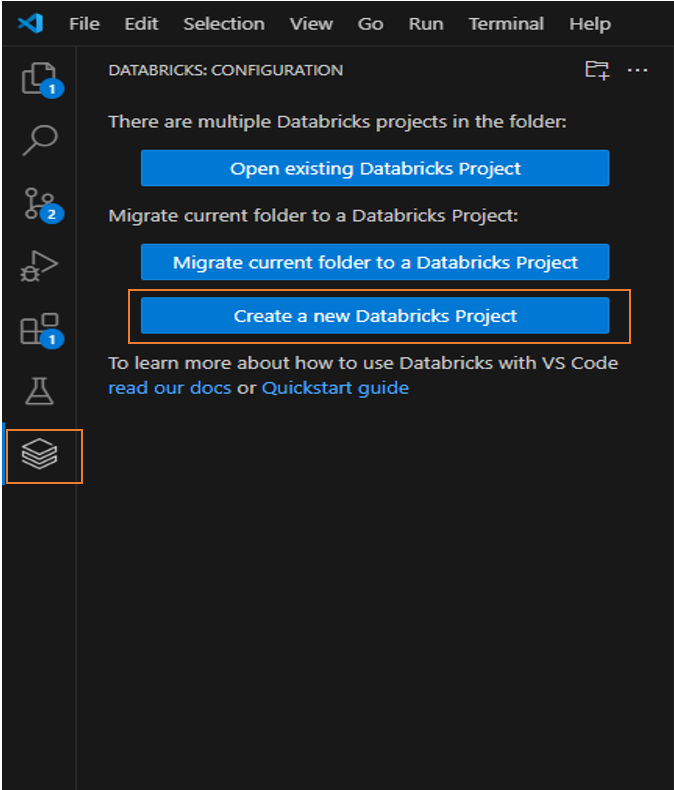 File Edit Selection View Go Run Terminal Help
DATABRICKS: CONFIGURATION
There are multiple Databricks projects in the folder:
Open existing Databricks Project
Migrate current folder to a Databricks Project:
Migrate current folder to a Databricks Project
Create a new Databricks Project
To learn more about how to use Databricks with VS Code
read our docs or Quickstart guide
1
2
1